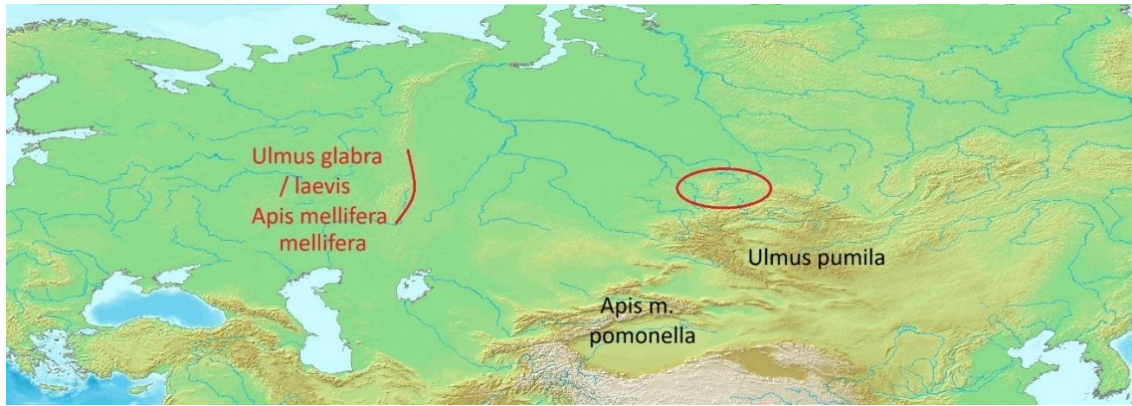 Ulmus glabra
/ laevis
Apis mellifera
mellifera
Ulmus pumila
Apis m.
pomonella